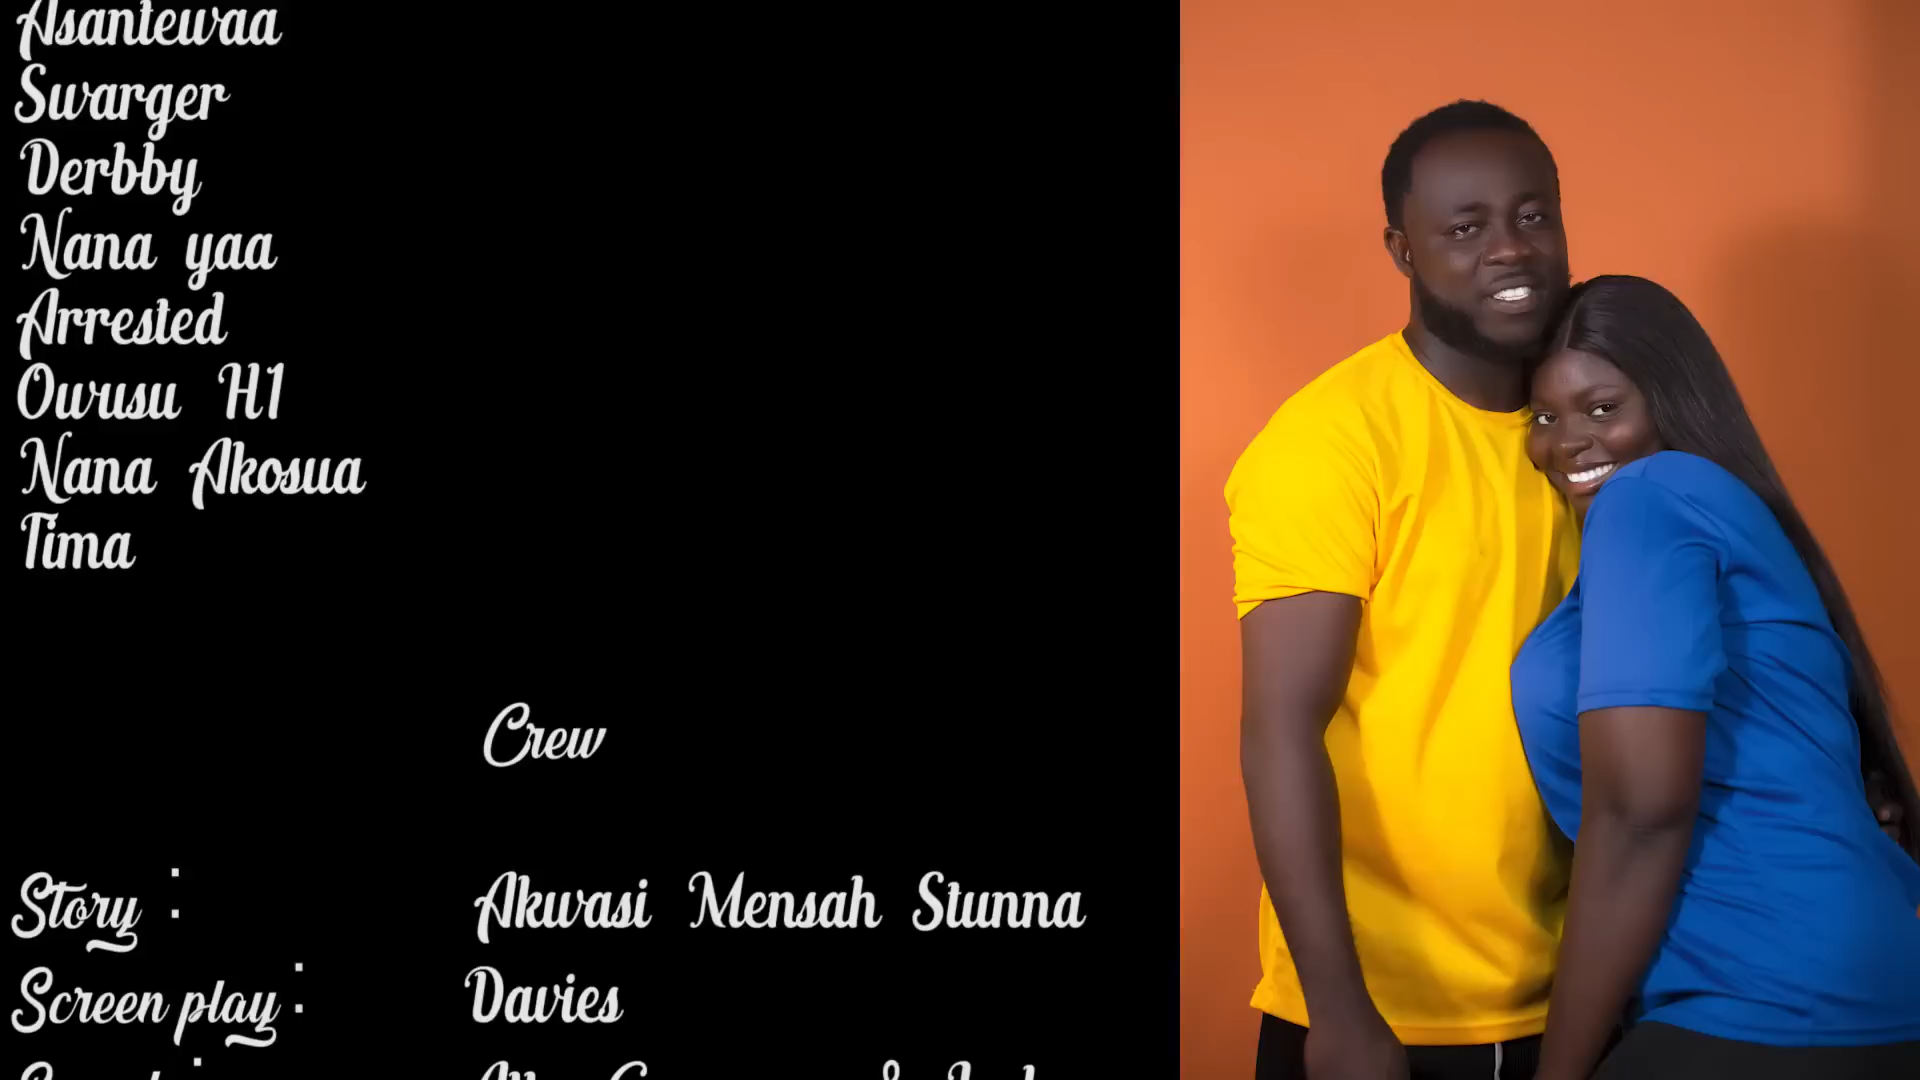 Asantewaa
Swarger
Derbby
Nana yaa
Arrested
Owusu H1
Nana Akosua
Tima
Crew
Story : Akwasi Mensah Stunna
Screen play : Davies